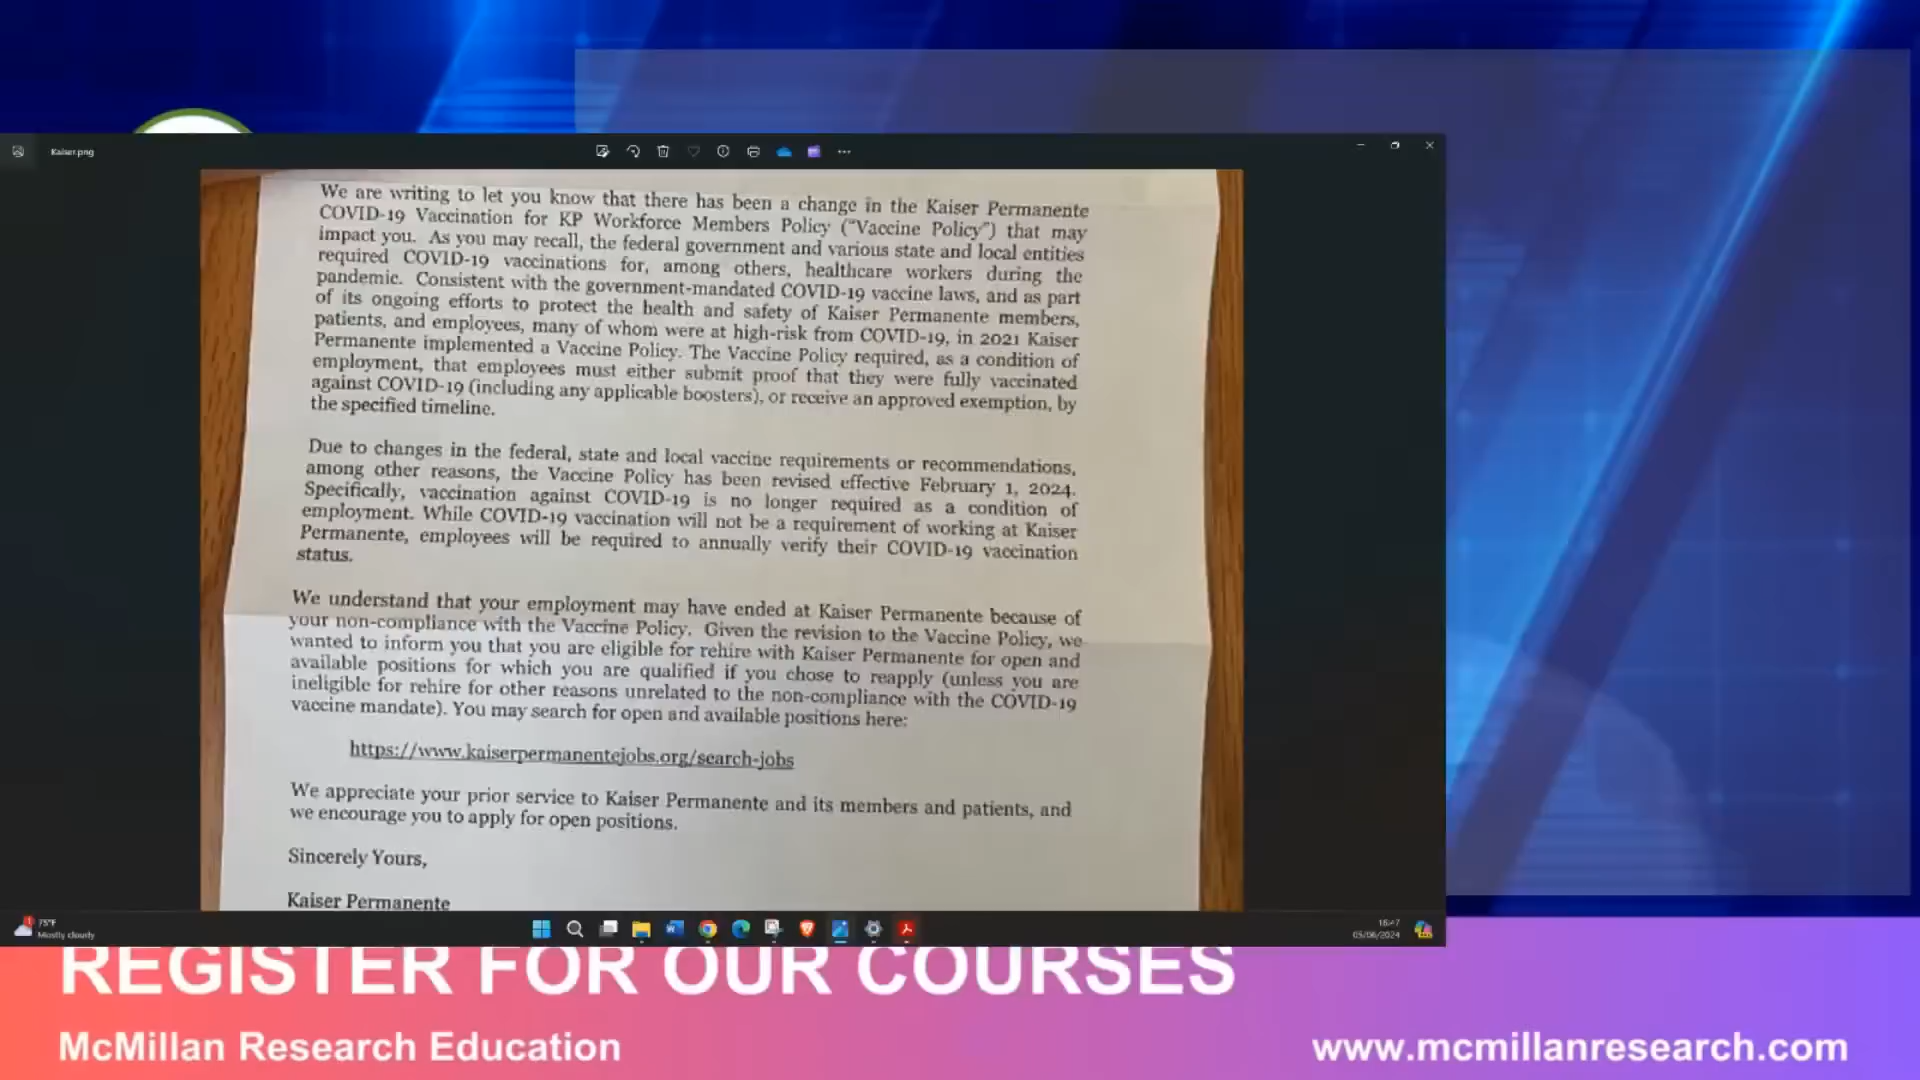 Kaiser.png
We are writing to let you know that there has been a change in the Kaiser Permanente
COVID-19 Vaccination for KP Workforce Members Policy (“Vaccine Policy”) that may
impact you. As you may recall, the federal government and various state and local entities
required COVID-19 vaccinations for, among others, healthcare workers during the
pandemic. Consistent with the government-mandated COVID-19 vaccine laws, and as part
of its ongoing efforts to protect the health and safety of Kaiser Permanente members,
patients, and employees, many of whom were at high-risk from COVID-19, in 2021 Kaiser
Permanente implemented a Vaccine Policy. The Vaccine Policy required, as a condition of
employment, that employees must either submit proof that they were fully vaccinated
against COVID-19 (including any applicable boosters), or receive an approved exemption, by
the specified timeline.
Due to changes in the federal, state and local vaccine requirements or recommendations,
among other reasons, the Vaccine Policy has been revised effective February 1, 2024.
Specifically, vaccination against COVID-19 is no longer required as a condition of
employment. While COVID-19 vaccination will not be a requirement of working at Kaiser
Permanente, employees will be required to annually verify their COVID-19 vaccination
status.
We understand that your employment may have ended at Kaiser Permanente because of
your non-compliance with the Vaccine Policy. Given the revision to the Vaccine Policy, we
wanted to inform you that you are eligible for rehire with Kaiser Permanente for open and
available positions for which you are qualified if you chose to reapply (unless you are
ineligible for rehire for other reasons unrelated to the non-compliance with the COVID-19
vaccine mandate). You may search for open and available positions here:
https://www.kaiserpermanentejobs.org/search-jobs
We appreciate your prior service to Kaiser Permanente and its members and patients, and
we encourage you to apply for open positions.
Sincerely Yours,
Kaiser Permanente
75°F
Mostly cloudy
16:47
03/06/2024
REGISTER FOR OUR COURSES
McMillan Research Education
www.mcmillanresearch.com